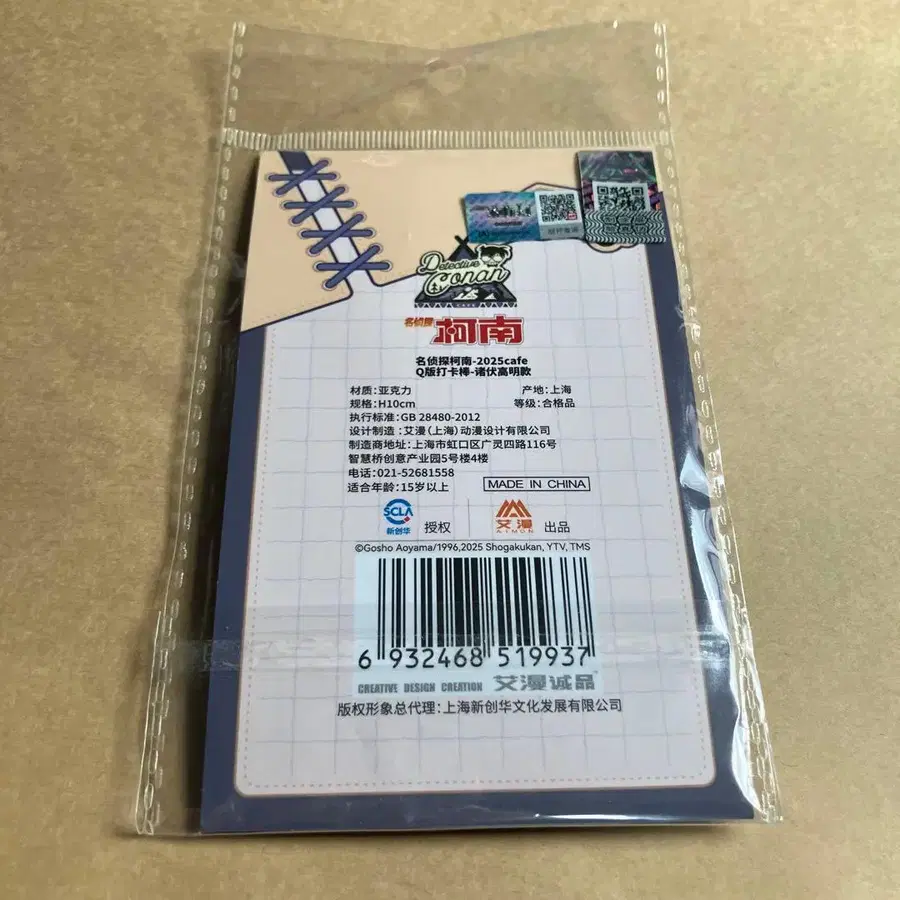 Detective
Conan
名侦探
柯南
名侦探柯南-2025cafe
Q版打卡棒-诸伏高明款
材质:亚克力 产地:上海
规格:H10cm 等级:合格品
执行标准:GB 28480-2012
设计制造:艾漫(上海)动漫设计有限公司
制造商地址:上海市虹口区广灵四路116号
智慧桥创意产业园5号楼4楼
电话:021-52681558
适合年龄:15岁以上 MADE IN CHINA
SCLA
新创华 授权
艾漫
AIMON 出品
©Gosho Aoyama/1996,2025 Shogakukan, YTV, TMS
6 932468 519937
CREATIVE DESIGN CREATION 艾漫诚品
版权形象总代理:上海新创华文化发展有限公司